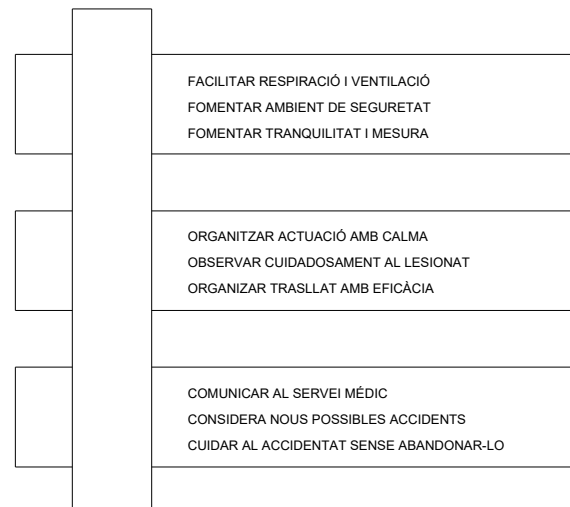 FACILITAR RESPIRACIÓ I VENTILACIÓ
FOMENTAR AMBIENT DE SEGURETAT
FOMENTAR TRANQUILITAT I MESURA
ORGANITZAR ACTUACIÓ AMB CALMA
OBSERVAR CUIDADOSAMENT AL LESIONAT
ORGANIZAR TRASLLAT AMB EFICÀCIA
COMUNICAR AL SERVEI MÉDIC
CONSIDERA NOUS POSSIBLES ACCIDENTS
CUIDAR AL ACCIDENTAT SENSE ABANDONAR-LO